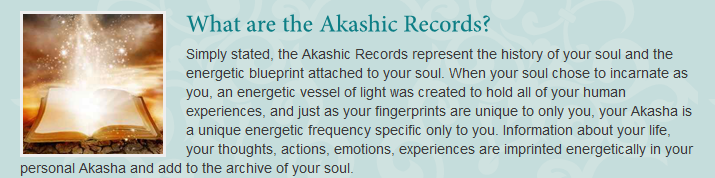 What are the Akashic Records?
Simply stated, the Akashic Records represent the history of your soul and the
energetic blueprint attached to your soul. When your soul chose to incarnate as
you, an energetic vessel of light was created to hold all of your human
experiences, and just as your fingerprints are unique to only you, your Akasha is
a unique energetic frequency specific only to you. Information about your life,
your thoughts, actions, emotions, experiences are imprinted energetically in your
personal Akasha and add to the archive of your soul.